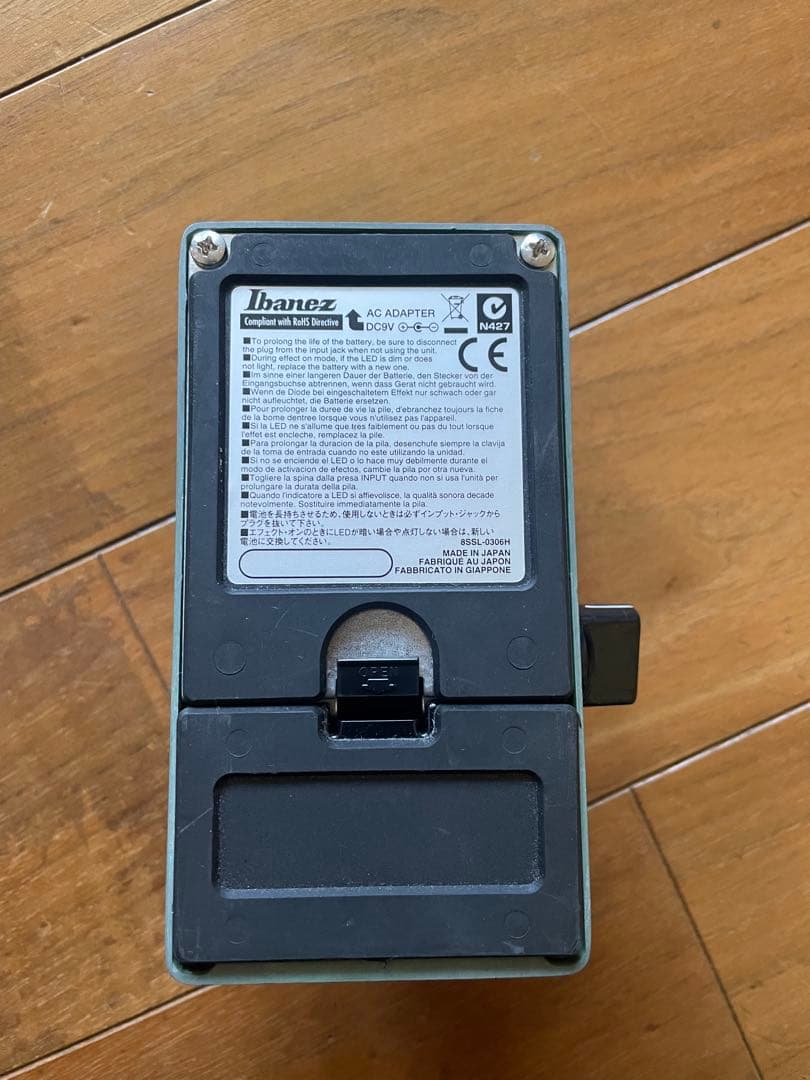 Ibanez
Compliant with RoHS Directive
AC ADAPTER
DC9V
N427
CE
■To prolong the life of the battery, be sure to disconnect
the plug from the input jack when not using the unit.
■During effect on mode, if the LED is dim or does
not light, replace the battery with a new one.
■Im sinne einer langeren Dauer der Batterie, den Stecker von der
Eingangsbuchse abtrennen, wenn dass Gerat nicht gebraucht wird.
■Wenn de Diode bei eingeschaltetem Effekt nur schwach oder gar
nicht aufleuchtet, die Batterie ersetzen.
■Pour prolonger la duree de vie la pile, d'ebranchez toujours la fiche
de la bome dentree lorsque vous n'utilisez pas l'appareil.
■Si la LED ne s'allume que três faiblement ou pas du tout lorsque
l'effet est encleche, remplacez la pile.
■Para prolongar la duracion de la pila, desenchufe siempre la clavija
de la toma de entrada cuando no este utilizando la unidad.
■Si no se enciende el LED o lo hace muy debilmente durante el
modo de activacion de efectos, cambie la pila por otra nueva.
■Togliere la spina dalla presa INPUT quando non si usa l'unità per
prolungare la durata della pila.
■Quando l'indicatore a LED si affievolisce, la qualità sonora decade
notevolmente. Sostituire immediatamente la pila.
■電池を長持ちさせるため、使用しないときは必ずインプット・ジャックから
プラグを抜いて下さい。
■エフェクト・オンのときにLEDが暗い場合や点灯しない場合は、新しい
電池に交換してください。
8SSL-0306H
MADE IN JAPAN
FABRIQUÉ AU JAPON
FABBRICATO IN GIAPPONE
OPEN